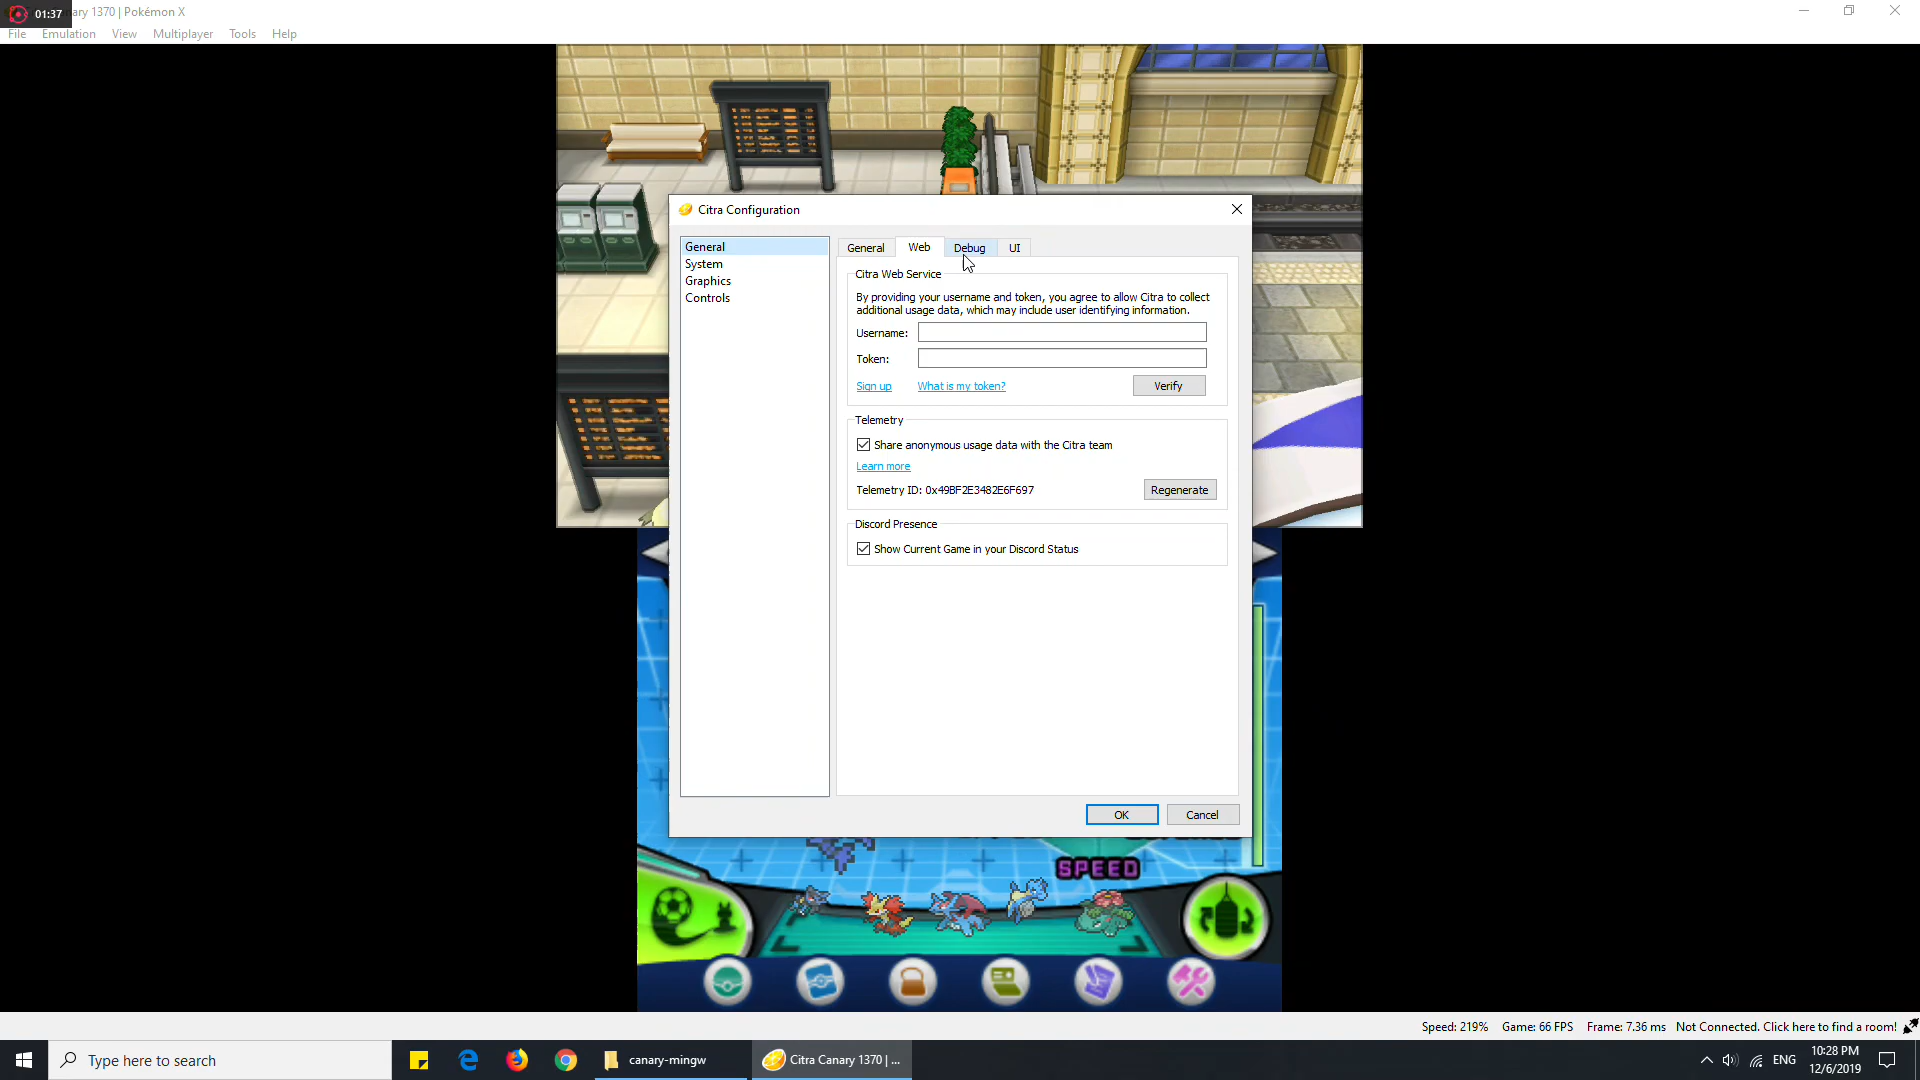 01:37
ary 1370 | Pokémon X
File Emulation View Multiplayer Tools Help
Citra Configuration
General
System
Graphics
Controls
General Web Debug UI
Citra Web Service
By providing your username and token, you agree to allow Citra to collect
additional usage data, which may include user identifying information.
Username:
Token:
Sign up What is my token? Verify
Telemetry
Share anonymous usage data with the Citra team
Learn more
Telemetry ID: 0x49BF2E3482E6F697 Regenerate
Discord Presence
Show Current Game in your Discord Status
OK Cancel
SPEED
Speed: 219% Game: 66 FPS Frame: 7.36 ms Not Connected. Click here to find a room!
Type here to search
canary-mingw
Citra Canary 1370 | ...
ENG
10:28 PM
12/6/2019